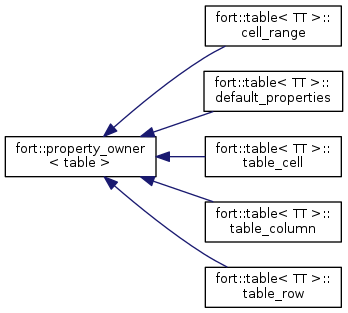 fort::table< TT >::
cell_range
fort::table< TT >::
default_properties
fort::property_owner
< table >
fort::table< TT >::
table_cell
fort::table< TT >::
table_column
fort::table< TT >::
table_row